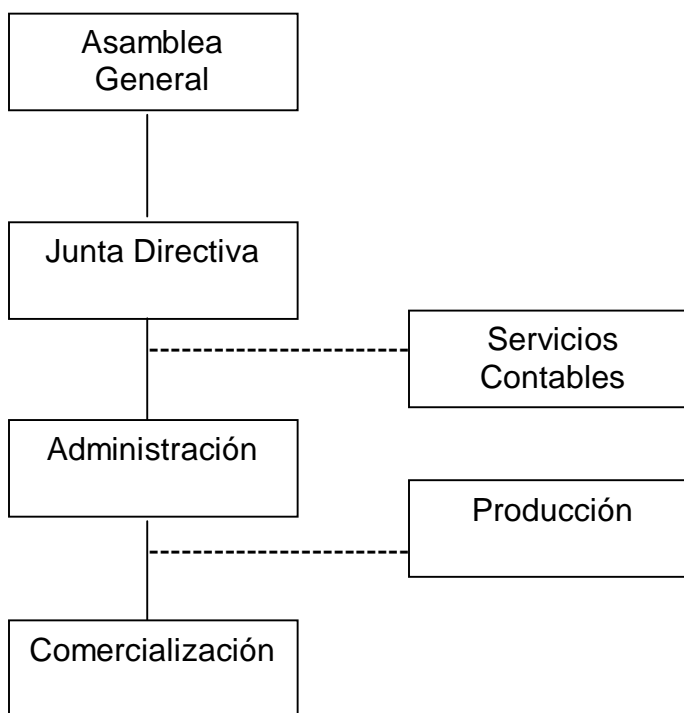 Asamblea
General
Junta Directiva
Servicios
Contables
Administración
Producción
Comercialización